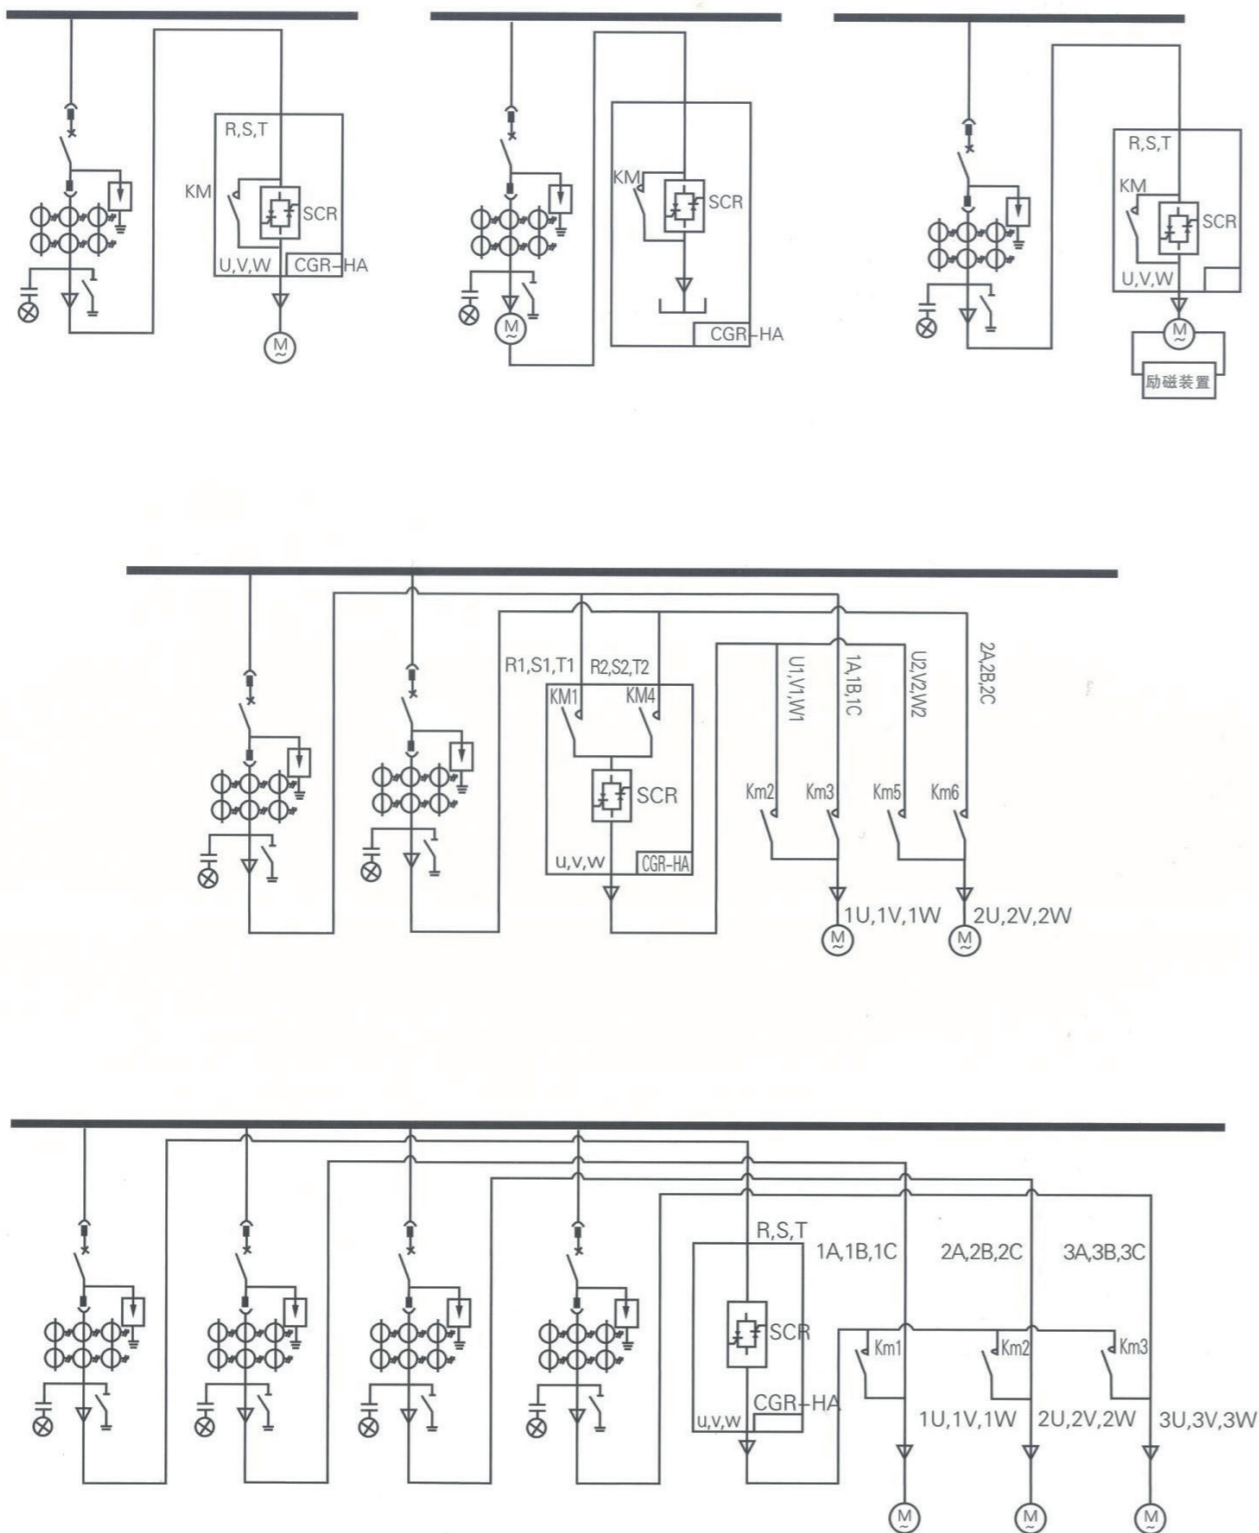 R,S,T
KM
SCR
U,V,W
CGR-HA
M
~
KM
SCR
M
~
CGR-HA
R,S,T
KM
SCR
U,V,W
M
~
励磁装置
R1,S1,T1
R2,S2,T2
KM1
KM4
SCR
u,v,w
CGR-HA
U1,V1,W1
1A,1B,1C
U2,V2,W2
2A,2B,2C
Km2
Km3
Km5
Km6
1U,1V,1W
2U,2V,2W
M
~
M
~
R,S,T
SCR
CGR-HA
u,v,w
1A,1B,1C
2A,2B,2C
3A,3B,3C
Km1
Km2
Km3
1U,1V,1W
2U,2V,2W
3U,3V,3W
M
~
M
~
M
~